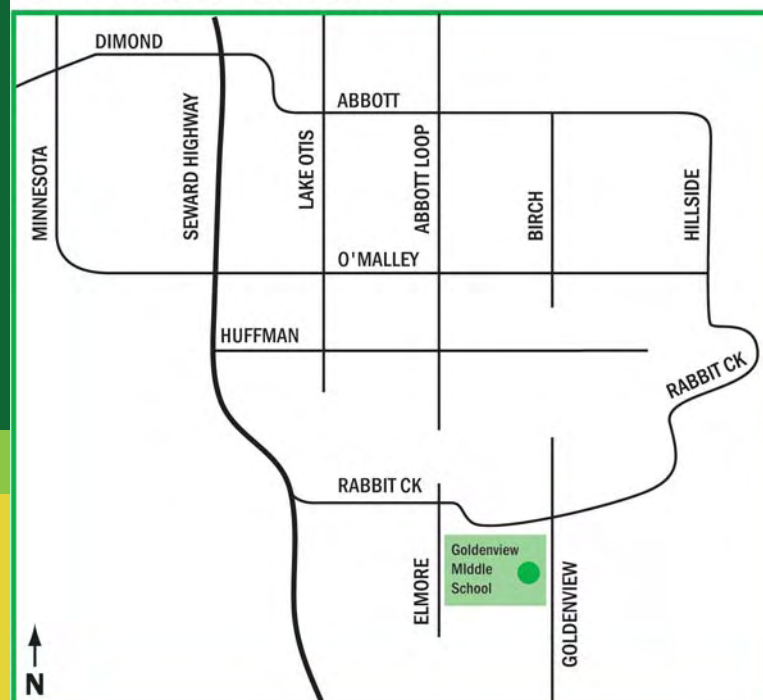 DIMOND
ABBOTT
MINNESOTA
SEWARD HIGHWAY
LAKE OTIS
ABBOTT LOOP
BIRCH
HILLSIDE
O'MALLEY
HUFFMAN
RABBIT CK
RABBIT CK
ELMORE
Goldenview
MIddle
School
GOLDENVIEW
N